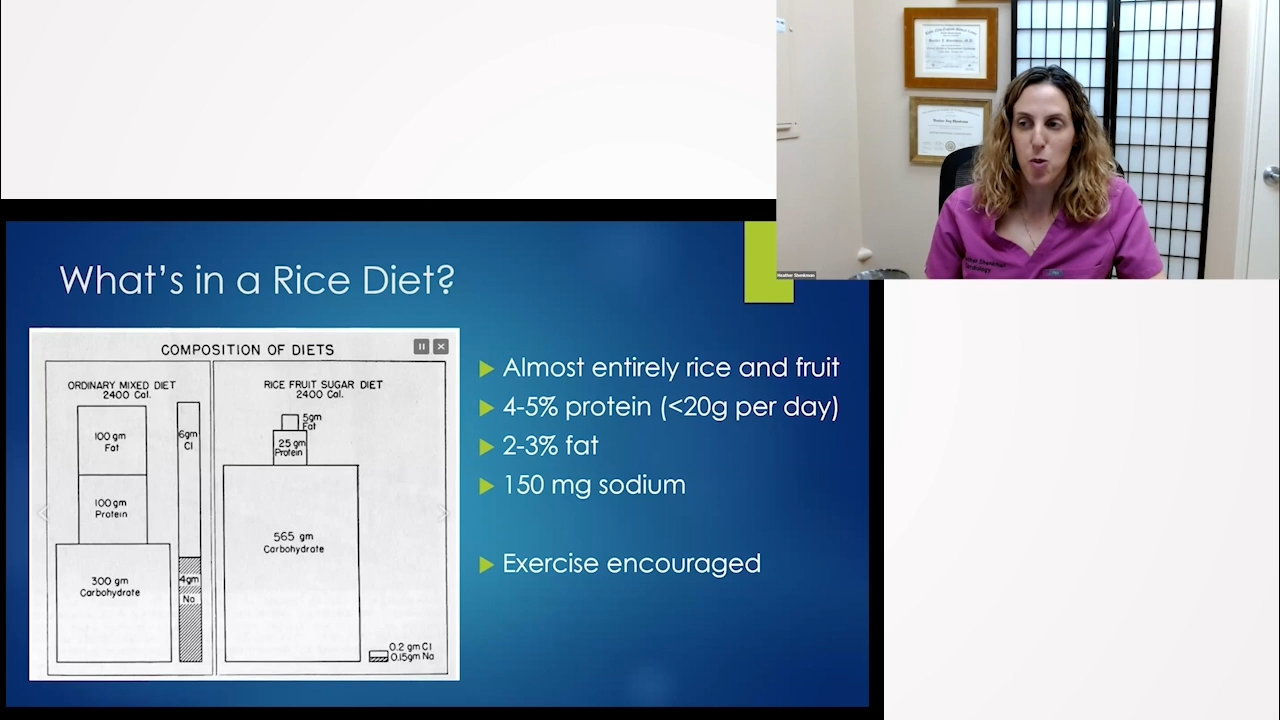 What's in a Rice Diet?
COMPOSITION OF DIETS
ORDINARY MIXED DIET
2400 Cal.
100 gm
Fat
100 gm
Protein
300 gm
Carbohydrate
6gm
Cl
4gm
Na
RICE FRUIT SUGAR DIET
2400 Cal.
5gm
Fat
25 gm
Protein
565 gm
Carbohydrate
0.2 gm Cl
0.15gm Na
Almost entirely rice and fruit
4-5% protein (<20g per day)
2-3% fat
150 mg sodium
Exercise encouraged
Heather Shenkman